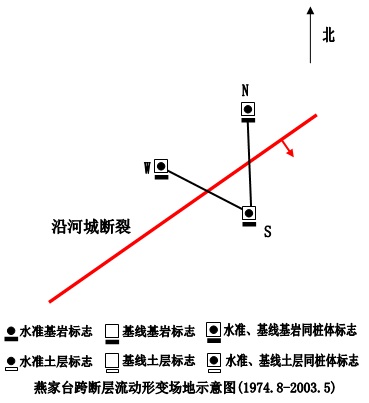 北
N
W
沿河城断裂
S
水准基岩标志 基线基岩标志 水准、基线基岩同桩体标志
水准土层标志 基线土层标志 水准、基线土层同桩体标志
燕家台跨断层流动形变场地示意图(1974.8-2003.5)